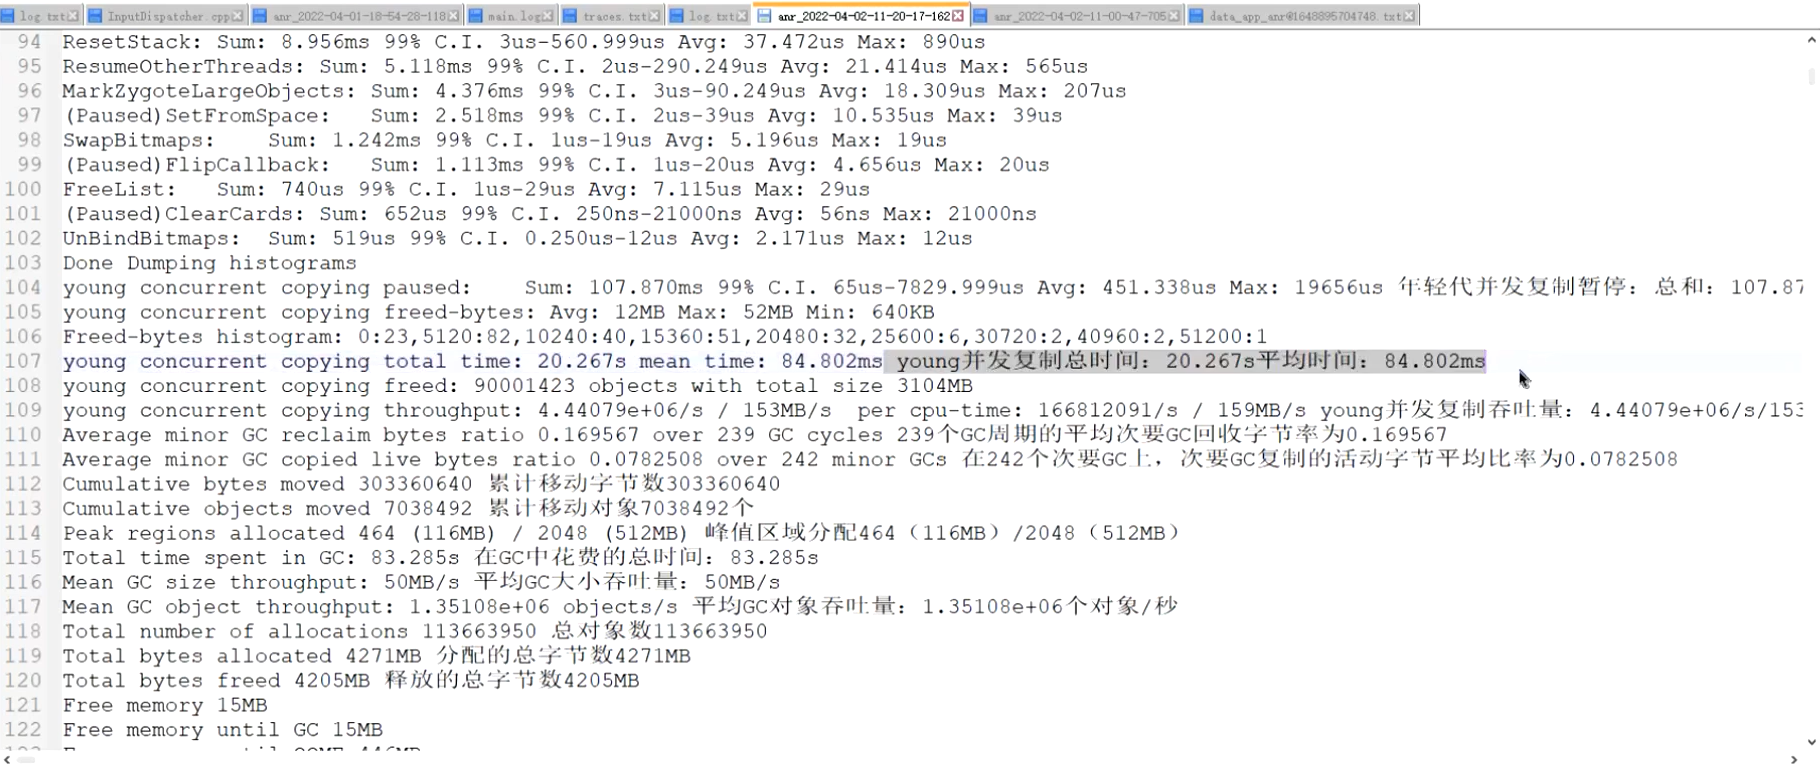 log.txt InputDispatcher.cpp anr_2022-04-01-18-54-28-118 main.log traces.txt log.txt anr_2022-04-02-11-20-17-162 anr_2022-04-02-11-00-47-705 data_app_anr@1648895704748.txt
94 ResetStack: Sum: 8.956ms 99% C.I. 3us-560.999us Avg: 37.472us Max: 890us
95 ResumeOtherThreads: Sum: 5.118ms 99% C.I. 2us-290.249us Avg: 21.414us Max: 565us
96 MarkZygoteLargeObjects: Sum: 4.376ms 99% C.I. 3us-90.249us Avg: 18.309us Max: 207us
97 (Paused)SetFromSpace: Sum: 2.518ms 99% C.I. 2us-39us Avg: 10.535us Max: 39us
98 SwapBitmaps: Sum: 1.242ms 99% C.I. 1us-19us Avg: 5.196us Max: 19us
99 (Paused)FlipCallback: Sum: 1.113ms 99% C.I. 1us-20us Avg: 4.656us Max: 20us
100 FreeList: Sum: 740us 99% C.I. 1us-29us Avg: 7.115us Max: 29us
101 (Paused)ClearCards: Sum: 652us 99% C.I. 250ns-21000ns Avg: 56ns Max: 21000ns
102 UnBindBitmaps: Sum: 519us 99% C.I. 0.250us-12us Avg: 2.171us Max: 12us
103 Done Dumping histograms
104 young concurrent copying paused: Sum: 107.870ms 99% C.I. 65us-7829.999us Avg: 451.338us Max: 19656us 年轻代并发复制暂停：总和：107.87
105 young concurrent copying freed-bytes: Avg: 12MB Max: 52MB Min: 640KB
106 Freed-bytes histogram: 0:23,5120:82,10240:40,15360:51,20480:32,25600:6,30720:2,40960:2,51200:1
107 young concurrent copying total time: 20.267s mean time: 84.802ms young并发复制总时间：20.267s平均时间：84.802ms
108 young concurrent copying freed: 90001423 objects with total size 3104MB
109 young concurrent copying throughput: 4.44079e+06/s / 153MB/s per cpu-time: 166812091/s / 159MB/s young并发复制吞吐量：4.44079e+06/s/153
110 Average minor GC reclaim bytes ratio 0.169567 over 239 GC cycles 239个GC周期的平均次要GC回收字节率为0.169567
111 Average minor GC copied live bytes ratio 0.0782508 over 242 minor GCs 在242个次要GC上，次要GC复制的活动字节平均比率为0.0782508
112 Cumulative bytes moved 303360640 累计移动字节数303360640
113 Cumulative objects moved 7038492 累计移动对象7038492个
114 Peak regions allocated 464 (116MB) / 2048 (512MB) 峰值区域分配464（116MB）/2048（512MB）
115 Total time spent in GC: 83.285s 在GC中花费的总时间：83.285s
116 Mean GC size throughput: 50MB/s 平均GC大小吞吐量：50MB/s
117 Mean GC object throughput: 1.35108e+06 objects/s 平均GC对象吞吐量：1.35108e+06个对象/秒
118 Total number of allocations 113663950 总对象数113663950
119 Total bytes allocated 4271MB 分配的总字节数4271MB
120 Total bytes freed 4205MB 释放的总字节数4205MB
121 Free memory 15MB
122 Free memory until GC 15MB